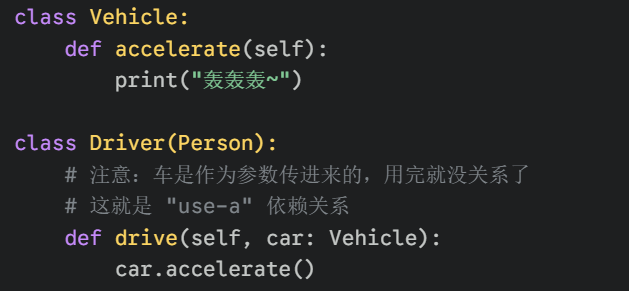 class Vehicle:
    def accelerate(self):
        print("轰轰轰~")

class Driver(Person):
    # 注意：车是作为参数传进来的，用完就没关系了
    # 这就是 "use-a" 依赖关系
    def drive(self, car: Vehicle):
        car.accelerate()